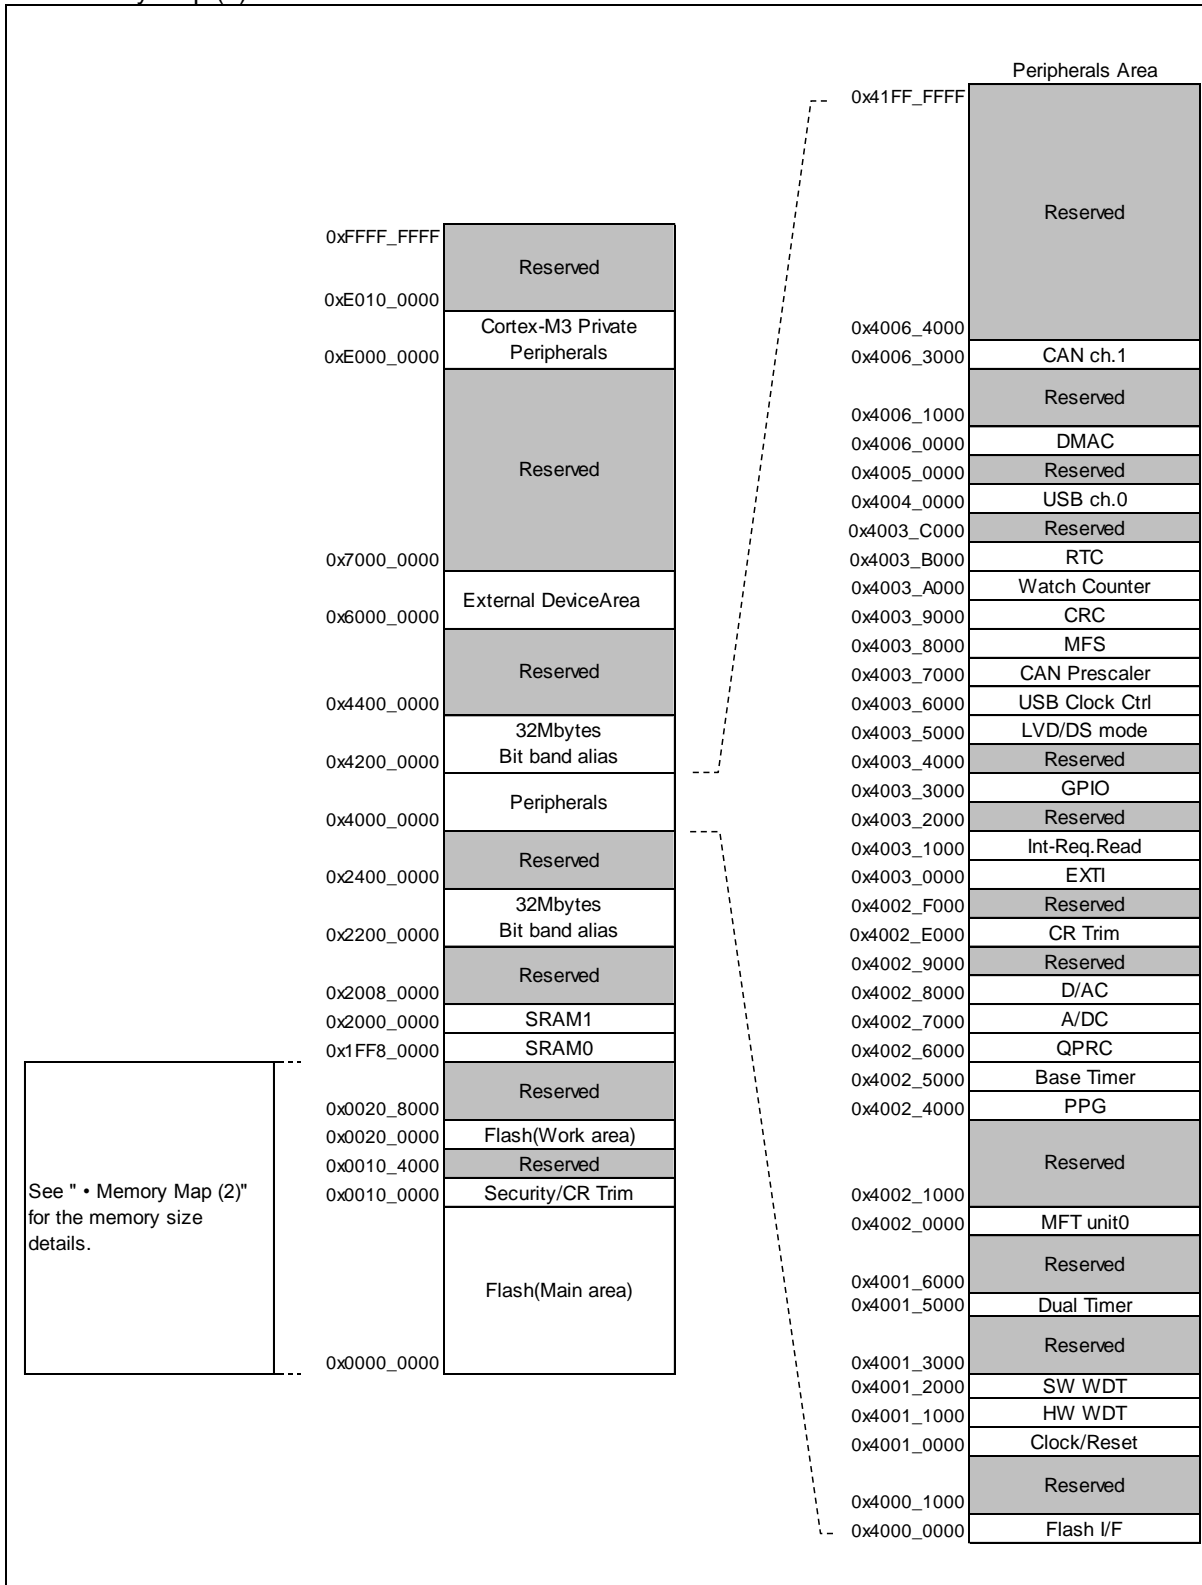 Peripherals Area
0x41FF_FFFF
Reserved
0x4006_4000
0x4006_3000 CAN ch.1
Reserved
0x4006_1000
0x4006_0000 DMAC
0x4005_0000 Reserved
0x4004_0000 USB ch.0
0x4003_C000 Reserved
0x4003_B000 RTC
0x4003_A000 Watch Counter
0x4003_9000 CRC
0x4003_8000 MFS
0x4003_7000 CAN Prescaler
0x4003_6000 USB Clock Ctrl
0x4003_5000 LVD/DS mode
0x4003_4000 Reserved
0x4003_3000 GPIO
0x4003_2000 Reserved
0x4003_1000 Int-Req.Read
0x4003_0000 EXTI
0x4002_F000 Reserved
0x4002_E000 CR Trim
0x4002_9000 Reserved
0x4002_8000 D/AC
0x4002_7000 A/DC
0x4002_6000 QPRC
0x4002_5000 Base Timer
0x4002_4000 PPG
Reserved
0x4002_1000
0x4002_0000 MFT unit0
Reserved
0x4001_6000
0x4001_5000 Dual Timer
Reserved
0x4001_3000
0x4001_2000 SW WDT
0x4001_1000 HW WDT
0x4001_0000 Clock/Reset
Reserved
0x4000_1000
0x4000_0000 Flash I/F
0xFFFF_FFFF
Reserved
0xE010_0000
Cortex-M3 Private
0xE000_0000 Peripherals
Reserved
0x7000_0000
External DeviceArea
0x6000_0000
Reserved
0x4400_0000
32Mbytes
0x4200_0000 Bit band alias
Peripherals
0x4000_0000
Reserved
0x2400_0000
32Mbytes
0x2200_0000 Bit band alias
Reserved
0x2008_0000
0x2000_0000 SRAM1
0x1FF8_0000 SRAM0
Reserved
0x0020_8000
0x0020_0000 Flash(Work area)
0x0010_4000 Reserved
0x0010_0000 Security/CR Trim
Flash(Main area)
0x0000_0000
See " • Memory Map (2)"
for the memory size
details.